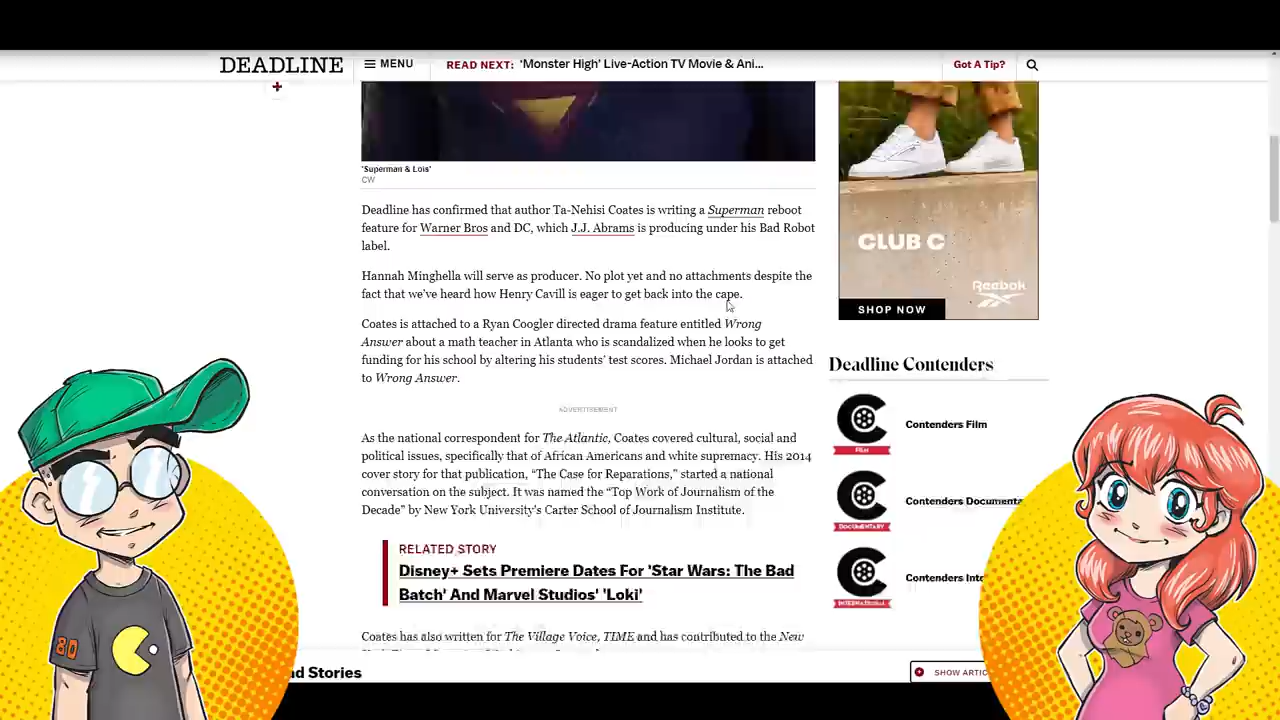 DEADLINE
MENU
READ NEXT: 'Monster High' Live-Action TV Movie & Ani...
Got A Tip?
'Superman & Lois'
CW
Deadline has confirmed that author Ta-Nehisi Coates is writing a Superman reboot
feature for Warner Bros and DC, which J.J. Abrams is producing under his Bad Robot
label.
Hannah Minghella will serve as producer. No plot yet and no attachments despite the
fact that we've heard how Henry Cavill is eager to get back into the cape.
Coates is attached to a Ryan Coogler directed drama feature entitled Wrong
Answer about a math teacher in Atlanta who is scandalized when he looks to get
funding for his school by altering his students' test scores. Michael Jordan is attached
to Wrong Answer.
ADVERTISEMENT
As the national correspondent for The Atlantic, Coates covered cultural, social and
political issues, specifically that of African Americans and white supremacy. His 2014
cover story for that publication, "The Case for Reparations," started a national
conversation on the subject. It was named the "Top Work of Journalism of the
Decade" by New York University's Carter School of Journalism Institute.
RELATED STORY
Disney+ Sets Premiere Dates For 'Star Wars: The Bad
Batch' And Marvel Studios' 'Loki'
Coates has also written for The Village Voice, TIME and has contributed to the New
d Stories
SHOW ARTIC
CLUB C
Reebok
SHOP NOW
Deadline Contenders
FILM
Contenders Film
DOCUMENTARY
Contenders Documenta
INTERNATIONAL
Contenders Inte
80